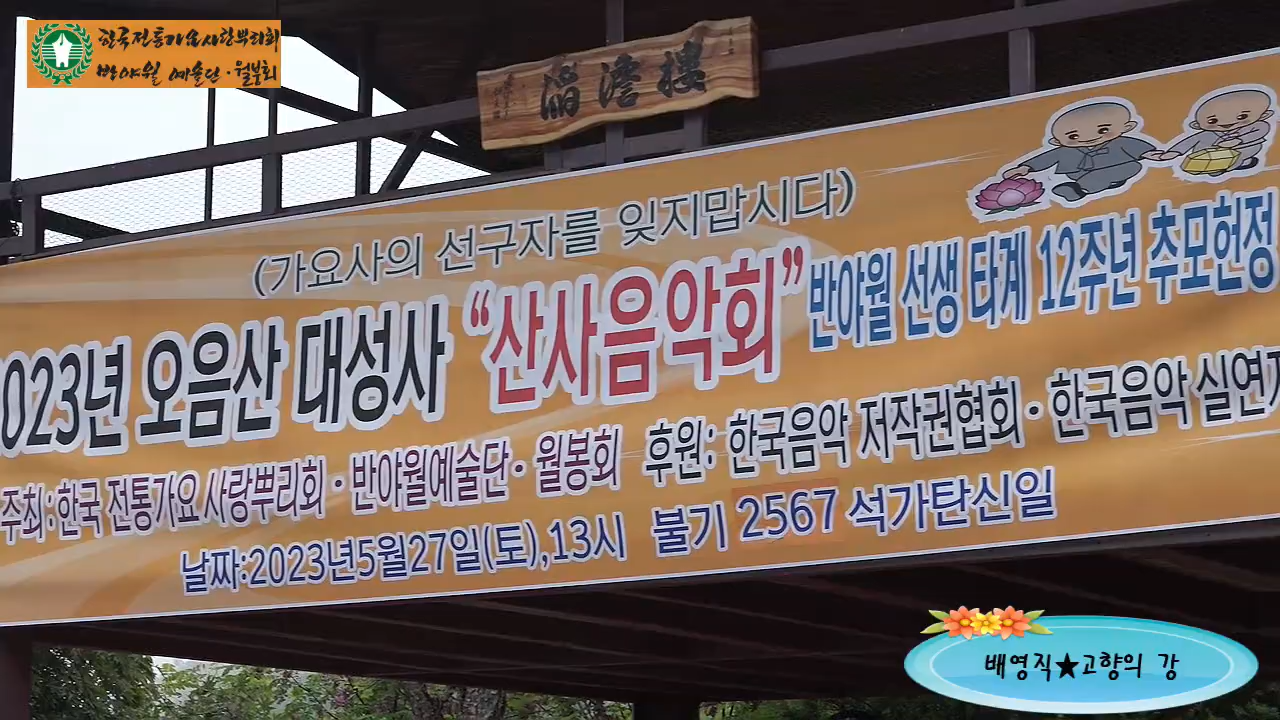 한국전통가요사랑뿌리회
반야월 예술단·월봉회
(가요사의 선구자를 잊지맙시다)
2023년 오음산 대성사 “산사음악회” 반야월 선생 타계 12주년 추모헌정
주최:한국 전통가요 사랑뿌리회·반야월예술단·월봉회 후원: 한국음악 저작권협회·한국음악 실연자
날짜:2023년5월27일(토),13시 불기 2567 석가탄신일
배영직★고향의 강